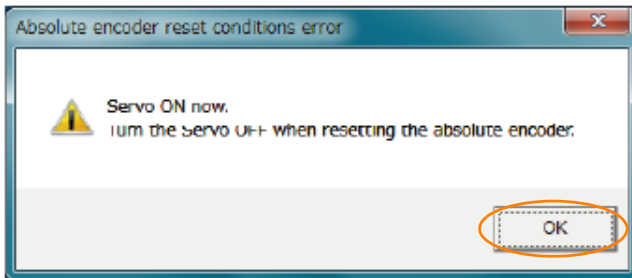 Absolute encoder reset conditions error
Servo ON now.
Turn the Servo OFF when resetting the absolute encoder.
OK